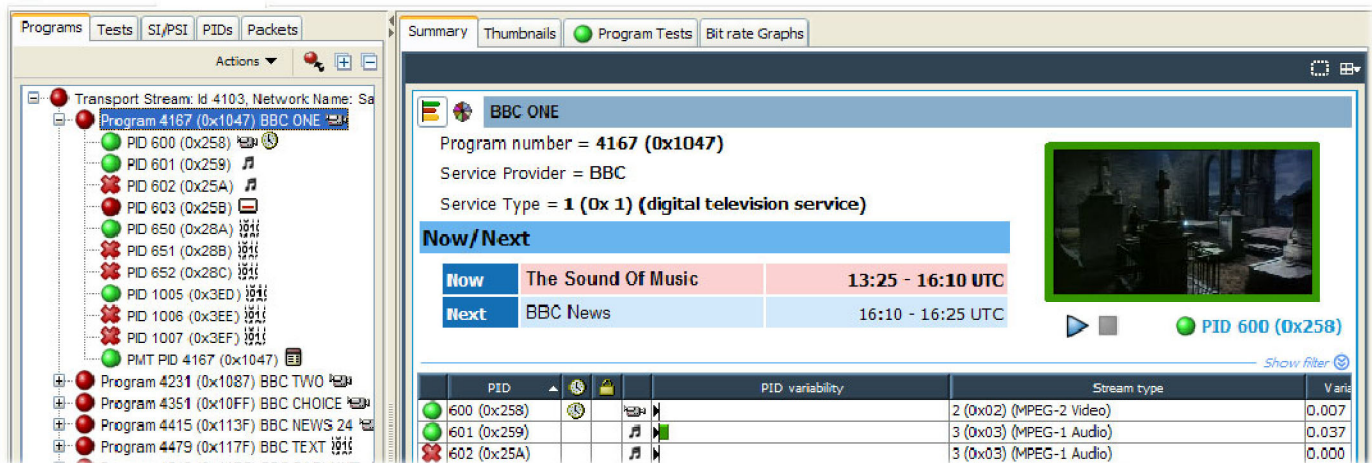 Programs Tests SI/PSI PIDs Packets
Actions
Transport Stream: Id 4103, Network Name: Sa
Program 4167 (0x1047) BBC ONE
PID 600 (0x258)
PID 601 (0x259)
PID 602 (0x25A)
PID 603 (0x25B)
PID 650 (0x28A)
PID 651 (0x28B)
PID 652 (0x28C)
PID 1005 (0x3ED)
PID 1006 (0x3EE)
PID 1007 (0x3EF)
PMT PID 4167 (0x1047)
Program 4231 (0x1087) BBC TWO
Program 4351 (0x10FF) BBC CHOICE
Program 4415 (0x113F) BBC NEWS 24
Program 4479 (0x117F) BBC TEXT
Summary Thumbnails Program Tests Bit rate Graphs
BBC ONE
Program number = 4167 (0x1047)
Service Provider = BBC
Service Type = 1 (0x 1) (digital television service)
Now/Next
Now The Sound Of Music 13:25 - 16:10 UTC
Next BBC News 16:10 - 16:25 UTC
PID 600 (0x258)
Show filter
PID PID variability Stream type Varia
600 (0x258) 2 (0x02) (MPEG-2 Video) 0.007
601 (0x259) 3 (0x03) (MPEG-1 Audio) 0.037
602 (0x25A) 3 (0x03) (MPEG-1 Audio) 0.000